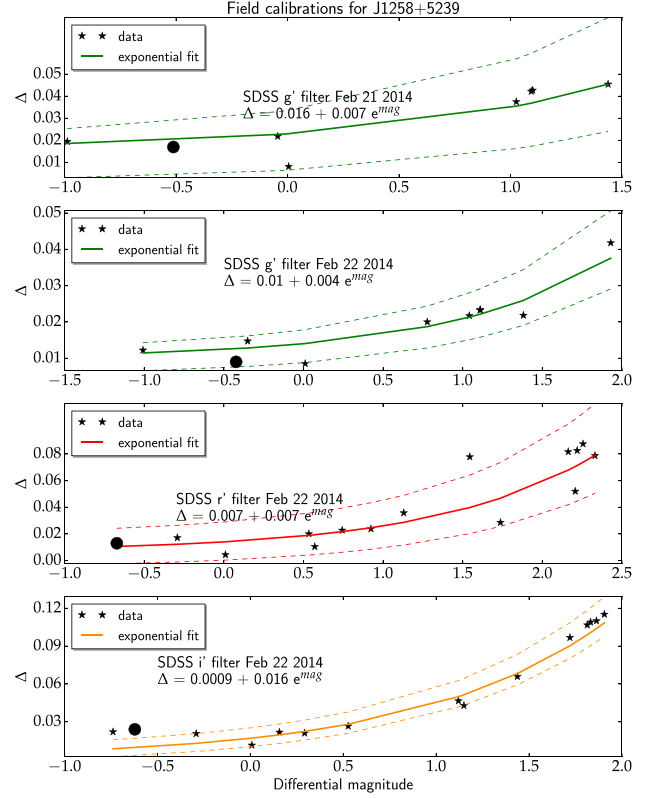 Field calibrations for J1258+5239
data
exponential fit
SDSS g' filter Feb 21 2014
Δ = 0.016 + 0.007 e^mag
Δ
0.05
0.04
0.03
0.02
0.01
−1.0 −0.5 0.0 0.5 1.0 1.5
data
exponential fit
SDSS g' filter Feb 22 2014
Δ = 0.01 + 0.004 e^mag
Δ
0.05
0.04
0.03
0.02
0.01
−1.5 −1.0 −0.5 0.0 0.5 1.0 1.5 2.0
data
exponential fit
SDSS r' filter Feb 22 2014
Δ = 0.007 + 0.007 e^mag
Δ
0.08
0.06
0.04
0.02
0.00
−1.0 −0.5 0.0 0.5 1.0 1.5 2.0 2.5
data
exponential fit
SDSS i' filter Feb 22 2014
Δ = 0.0009 + 0.016 e^mag
Δ
0.12
0.09
0.06
0.03
−1.0 −0.5 0.0 0.5 1.0 1.5 2.0
Differential magnitude